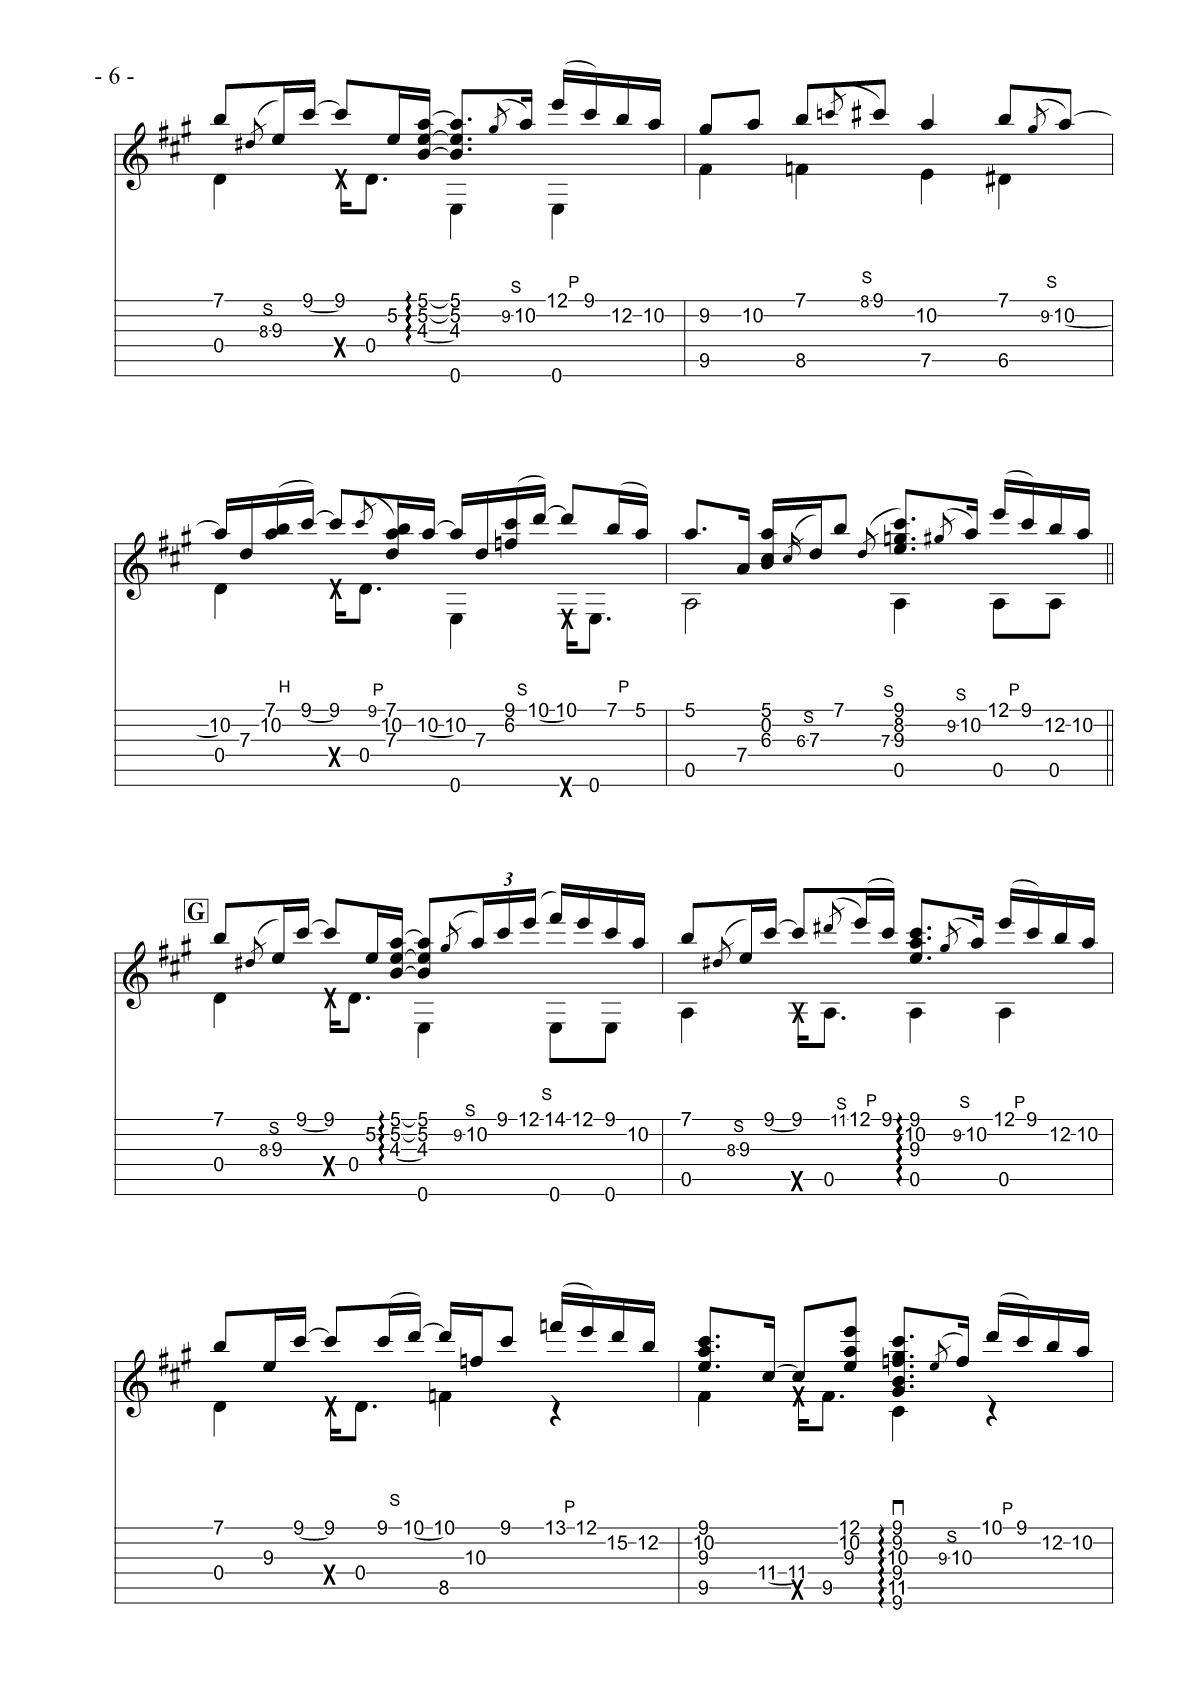 - 6 -
S P S S
7 8 9 9 9 5 5 5 4 5 5 4 9 10 12 9 12 10 9 10 7 8 9 10 7 9 10
S
0 X 0 0 0 9 8 7 6
H P S P S S S P
10 7 7 10 9 9 9 7 10 7 10 10 7 9 6 10 10 7 5 5 7 5 0 6 6 7 7 7 9 8 9 9 10 12 9 12 10
0 X 0 0 X 0 0 0 0 0
G
3
S S S S P S P S
7 8 9 9 9 5 5 5 4 5 5 4 9 10 9 12 14 12 9 10 7 8 9 9 9 11 12 9 9 10 9 9 10 12 9 12 10
0 X 0 0 0 0 0 X 0 0 0
S P S P
7 9 9 9 9 10 10 10 9 13 12 15 12 9 10 9 11 11 12 10 9 9 9 10 9 11 9 9 10 10 9 12 10
0 X 0 8 9 X 9